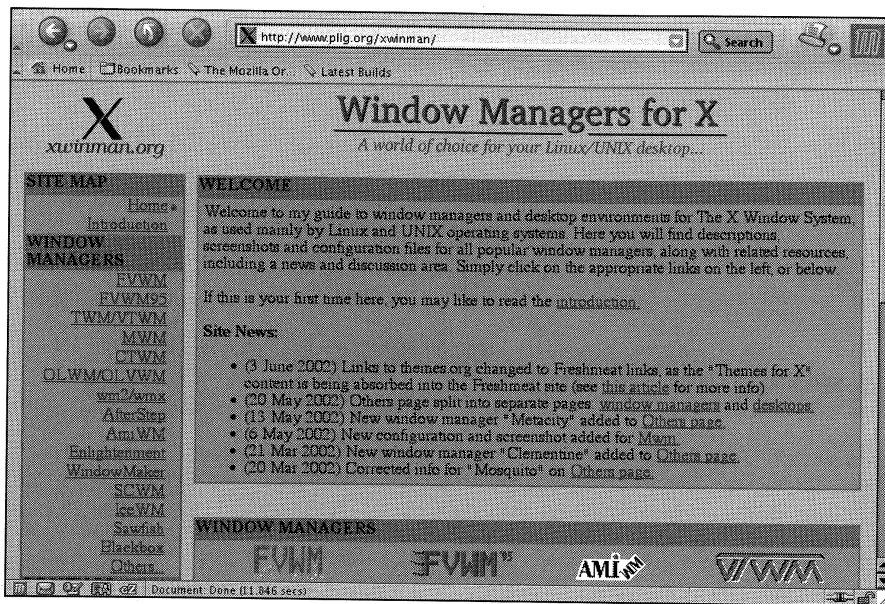 http://www.plig.org/xwinman/
Search
Home Bookmarks The Mozilla Or... Latest Builds
X
xwinman.org
Window Managers for X
A world of choice for your Linux/UNIX desktop...
SITE MAP
Home
Introduction
WINDOW
MANAGERS
FVWM
FVWM95
TWM/VTWM
MWM
CTWM
OLWM/OLVWM
wm2/wmx
AfterStep
AmiWM
Enlightenment
WindowMaker
SCWM
IceWM
Sawfish
Blackbox
Others...
WELCOME
Welcome to my guide to window managers and desktop environments for The X Window System,
as used mainly by Linux and UNIX operating systems. Here you will find descriptions,
screenshots and configuration files for all popular window managers, along with related resources,
including a news and discussion area. Simply click on the appropriate links on the left, or below.
If this is your first time here, you may like to read the introduction.
Site News:
• (3 June 2002) Links to themes.org changed to Freshmeat links, as the "Themes for X"
content is being absorbed into the Freshmeat site (see this article for more info)
• (20 May 2002) Others page split into separate pages: window managers and desktops.
• (13 May 2002) New window manager "Metacity" added to Others page.
• (6 May 2002) New configuration and screenshot added for Mwm.
• (21 Mar 2002) New window manager "Clementine" added to Others page.
• (20 Mar 2002) Corrected info for "Mosquito" on Others page.
WINDOW MANAGERS
FVWM FVWM'95 AMIWM VTWM
Document: Done (11.846 secs)